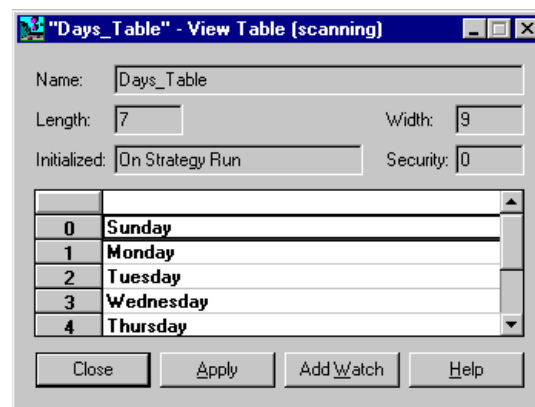 "Days_Table" - View Table (scanning)
Name: Days_Table
Length: 7 Width: 9
Initialized: On Strategy Run Security: 0
0 Sunday
1 Monday
2 Tuesday
3 Wednesday
4 Thursday
Close Apply Add Watch Help